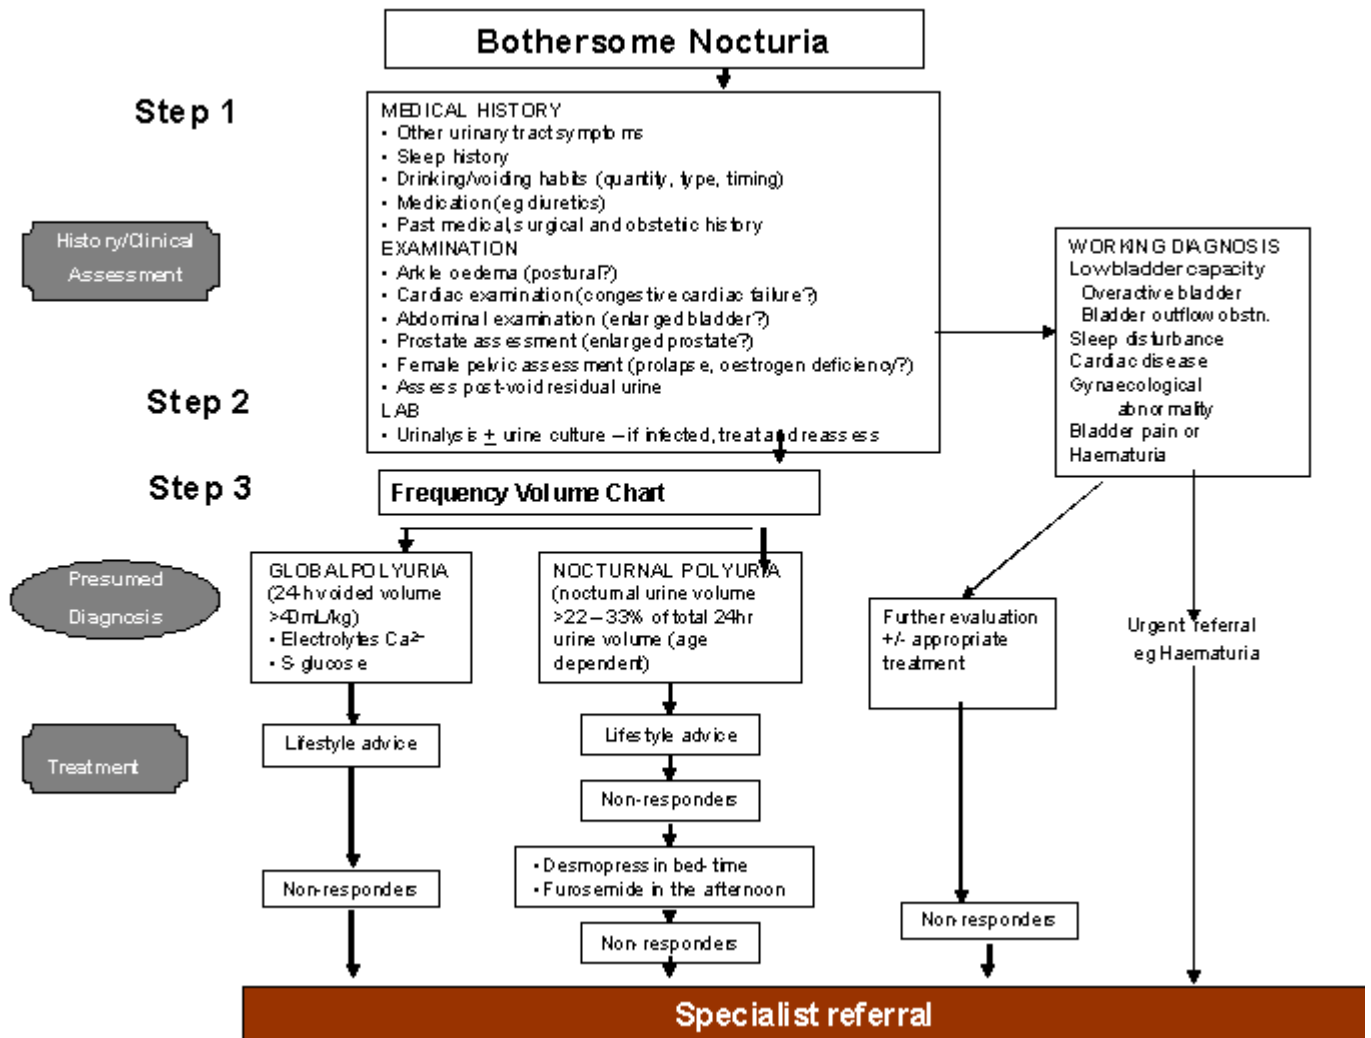 Bothersome Nocturia
Step 1
MEDICAL HISTORY
• Other urinary tract symptoms
• Sleep history
• Drinking/voiding habits (quantity, type, timing)
• Medication (eg diuretics)
• Past medical, surgical and obstetic history
EXAMINATION
• Ankle oedema (postural?)
• Cardiac examination (congestive cardiac failure?)
• Abdominal examination (enlarged bladder?)
• Prostate assessment (enlarged prostate?)
• Female pelvic assessment (prolapse, oestrogen deficiency?)
• Assess post-void residual urine
LAB
• Urinalysis ± urine culture – if infected, treat and reassess
History/Clinical
Assessment
WORKING DIAGNOSIS
Low bladder capacity
Overactive bladder
Bladder outflow obstn.
Sleep disturbance
Cardiac disease
Gynaecological
abnormality
Bladder pain or
Haematuria
Step 2
Step 3
Frequency Volume Chart
Presumed
Diagnosis
GLOBAL POLYURIA
(24-h voided volume
>40mL/kg)
• Electrolytes Ca²⁺
• S-glucose
NOCTURNAL POLYURIA
(nocturnal urine volume
>22–33% of total 24hr
urine volume (age
dependent)
Further evaluation
+/- appropriate
treatment
Urgent referral
eg Haematuria
Treatment
Lifestyle advice
Lifestyle advice
Non-responders
• Desmopressin bed-time
• Furosemide in the afternoon
Non-responders
Non-responders
Non-responders
Specialist referral